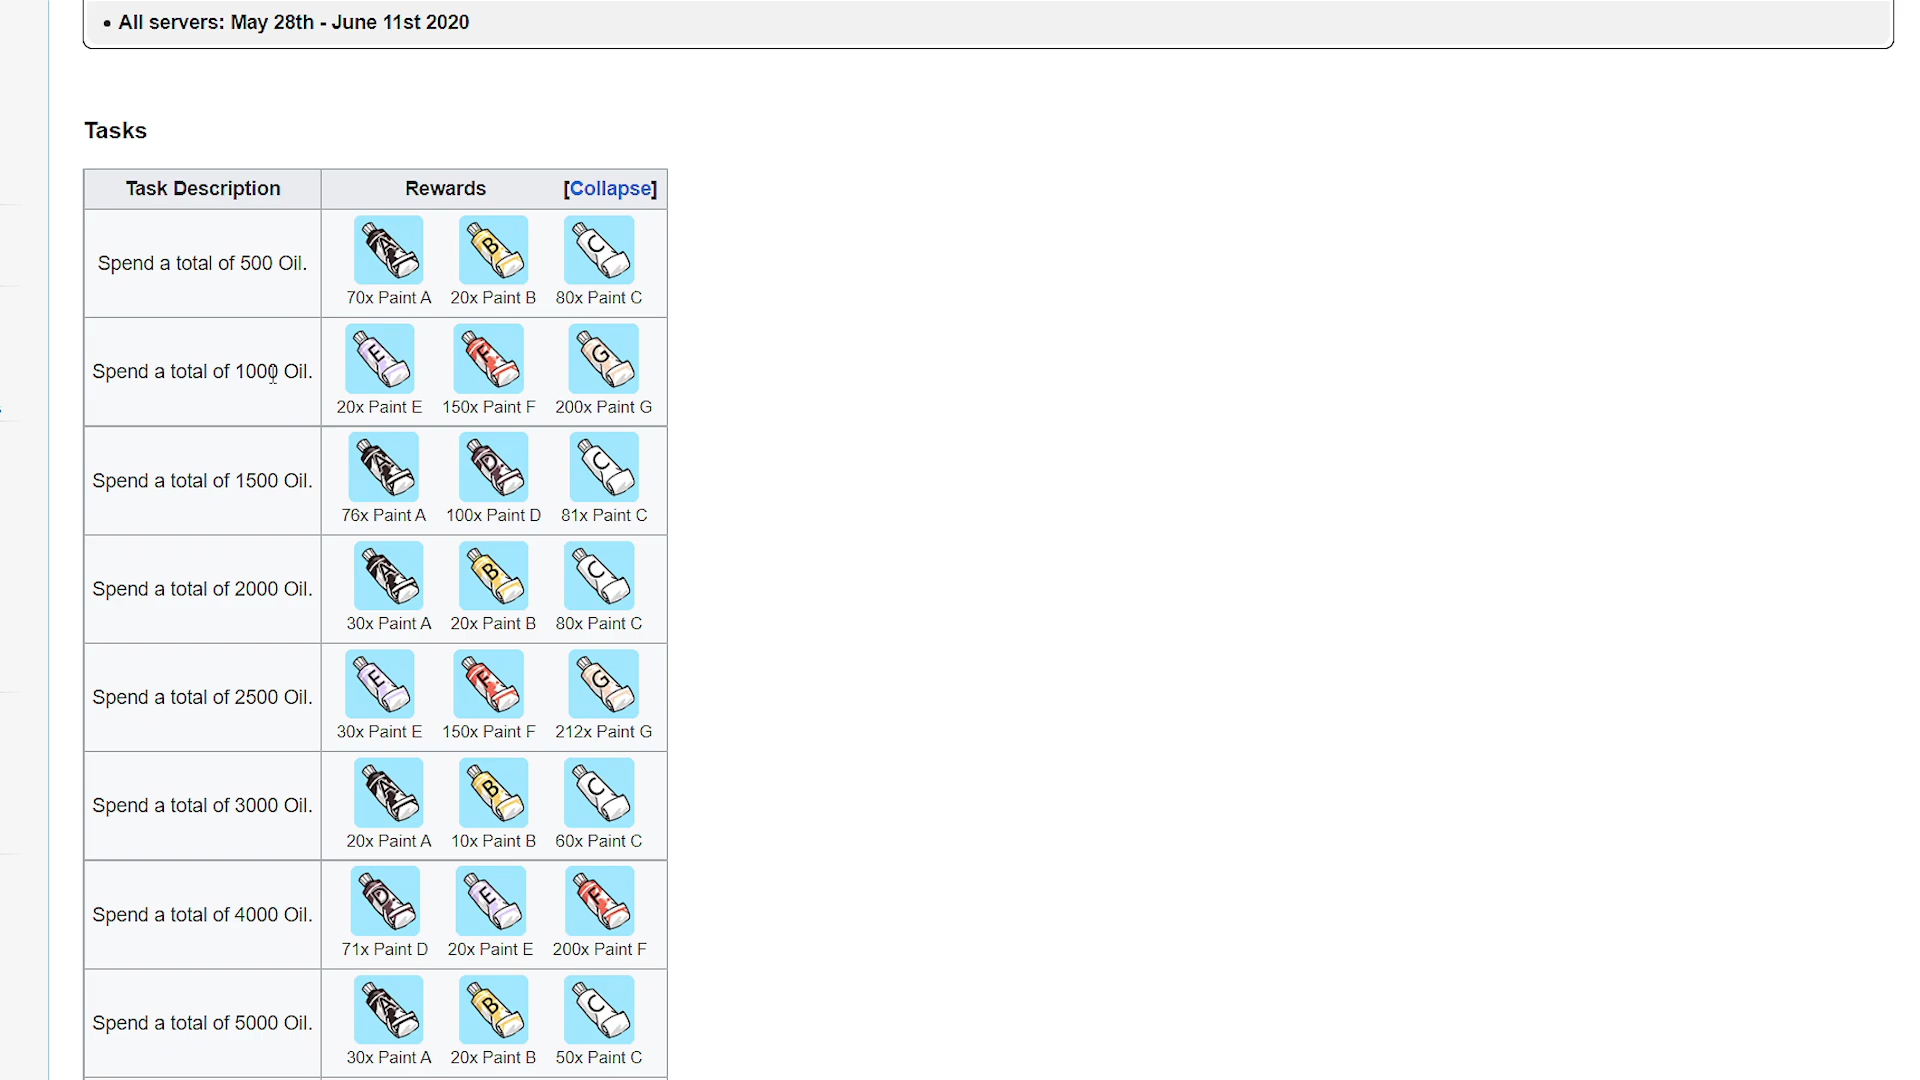 • All servers: May 28th - June 11st 2020
Tasks
Task Description Rewards [Collapse]
A B C
Spend a total of 500 Oil.
70x Paint A 20x Paint B 80x Paint C
E F G
Spend a total of 1000 Oil.
20x Paint E 150x Paint F 200x Paint G
A D C
Spend a total of 1500 Oil.
76x Paint A 100x Paint D 81x Paint C
A B C
Spend a total of 2000 Oil.
30x Paint A 20x Paint B 80x Paint C
E F G
Spend a total of 2500 Oil.
30x Paint E 150x Paint F 212x Paint G
A B C
Spend a total of 3000 Oil.
20x Paint A 10x Paint B 60x Paint C
D E F
Spend a total of 4000 Oil.
71x Paint D 20x Paint E 200x Paint F
A B C
Spend a total of 5000 Oil.
30x Paint A 20x Paint B 50x Paint C